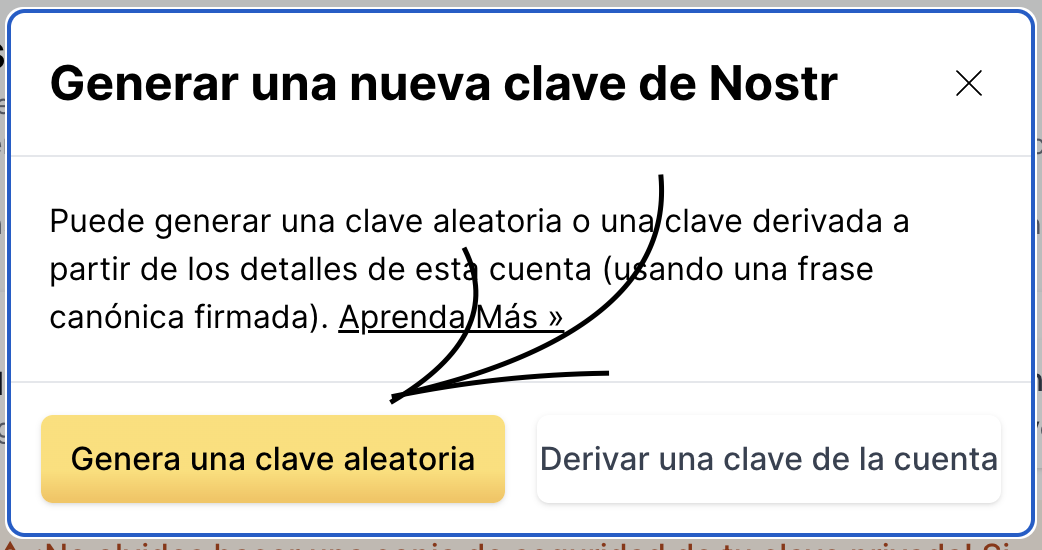 Generar una nueva clave de Nostr
Puede generar una clave aleatoria o una clave derivada a
partir de los detalles de esta cuenta (usando una frase
canónica firmada). Aprenda Más »
Genera una clave aleatoria
Derivar una clave de la cuenta